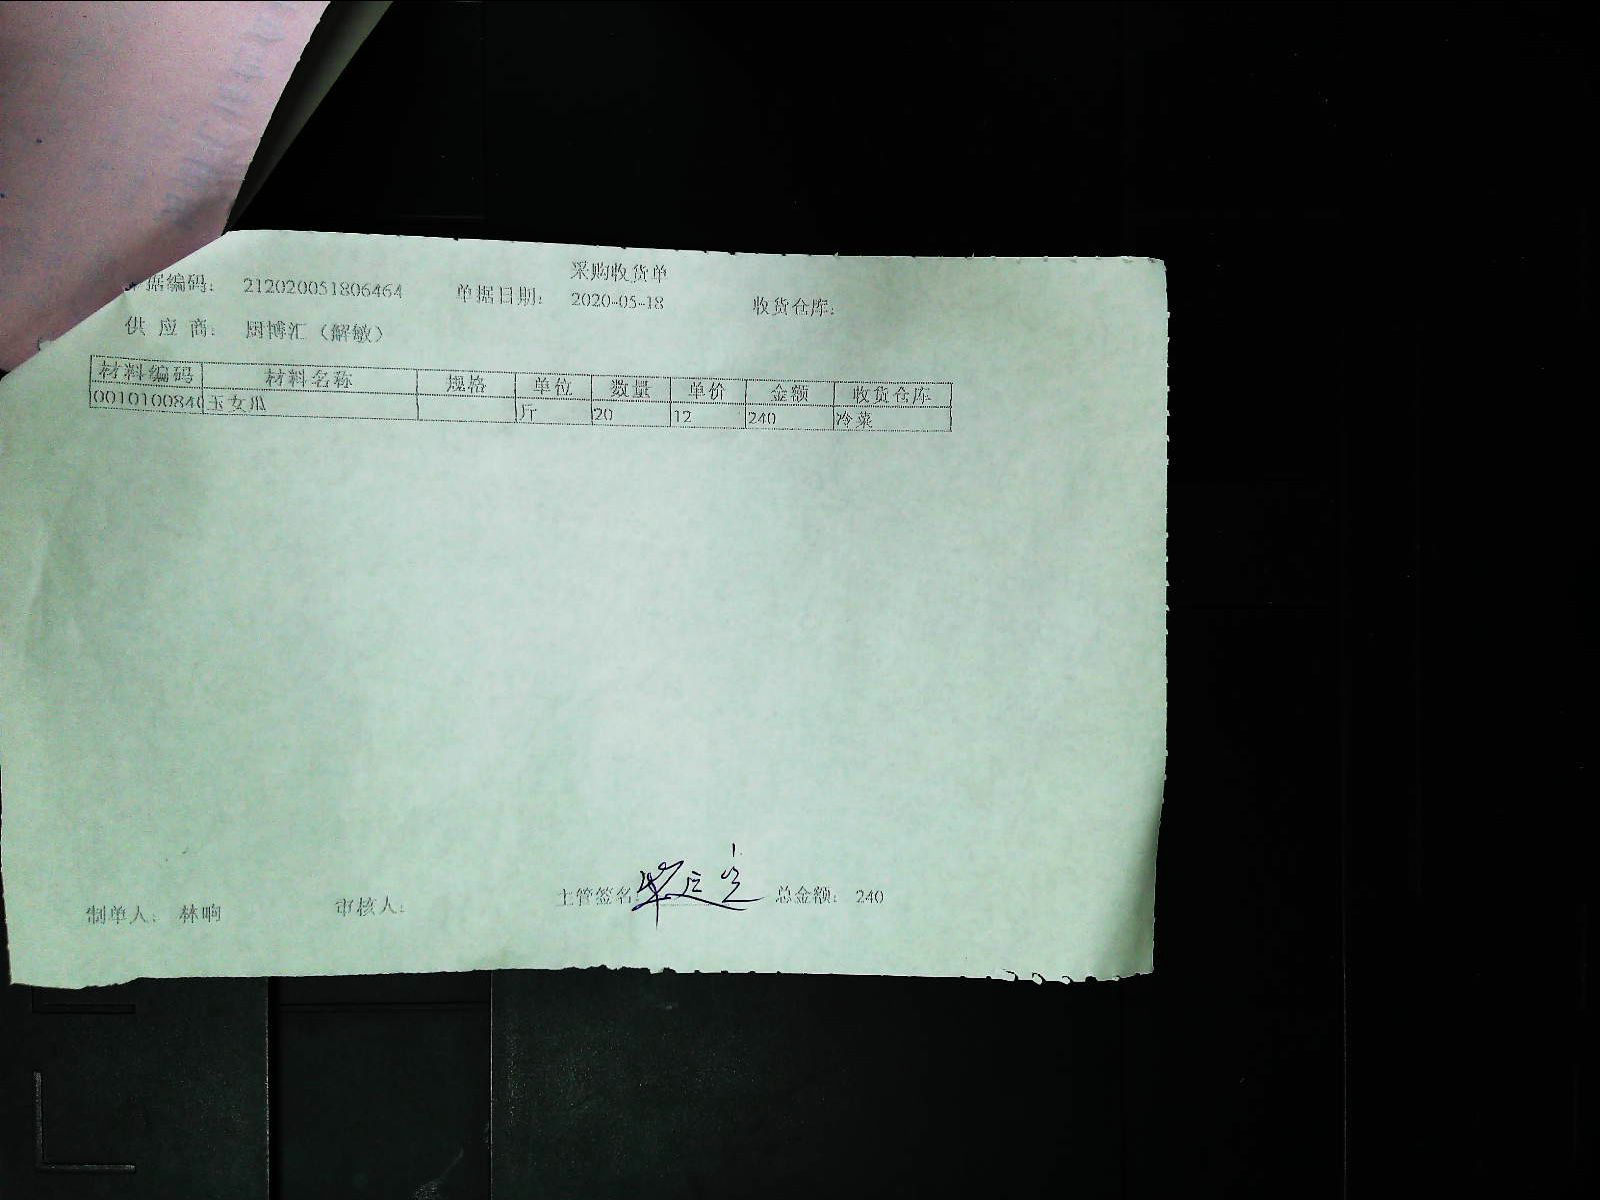 采购收货单
据编码： 212020051806464 单据日期： 2020-05-18 收货仓库：
供 应 商： 周博汇（解敏）
材料编码 材料名称 规格 单位 数量 单价 金额 收货仓库
0010100840 玉女瓜 斤 20 12 240 冷菜
制单人： 林响 审核人： 主管签名： 总金额： 240